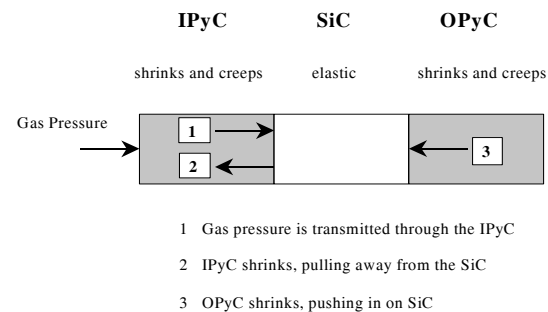 IPyC SiC OPyC
shrinks and creeps elastic shrinks and creeps
Gas Pressure
1
2
3
1 Gas pressure is transmitted through the IPyC
2 IPyC shrinks, pulling away from the SiC
3 OPyC shrinks, pushing in on SiC